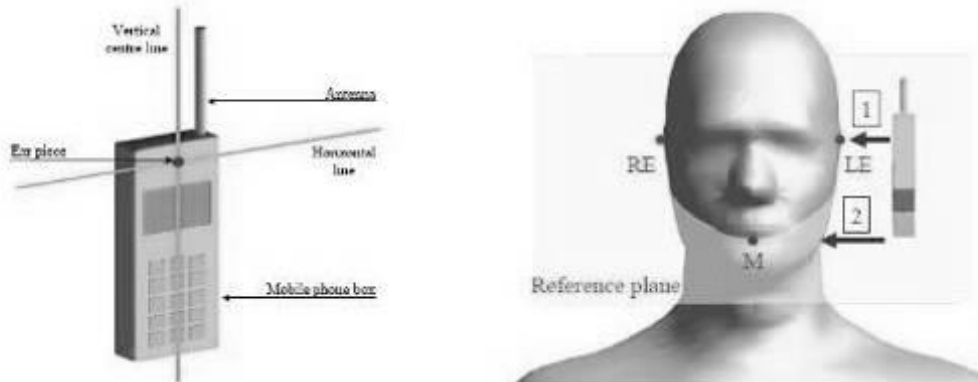 Vertical
centre line
Antenna
Ear piece
Horizontal
line
Mobile phone box
1
RE
LE
2
M
Reference plane